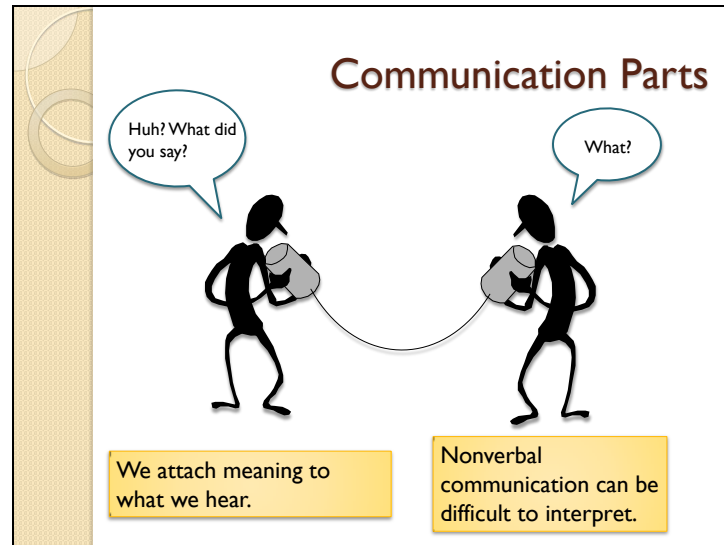 Communication Parts
Huh? What did
you say?
What?
We attach meaning to
what we hear.
Nonverbal
communication can be
difficult to interpret.